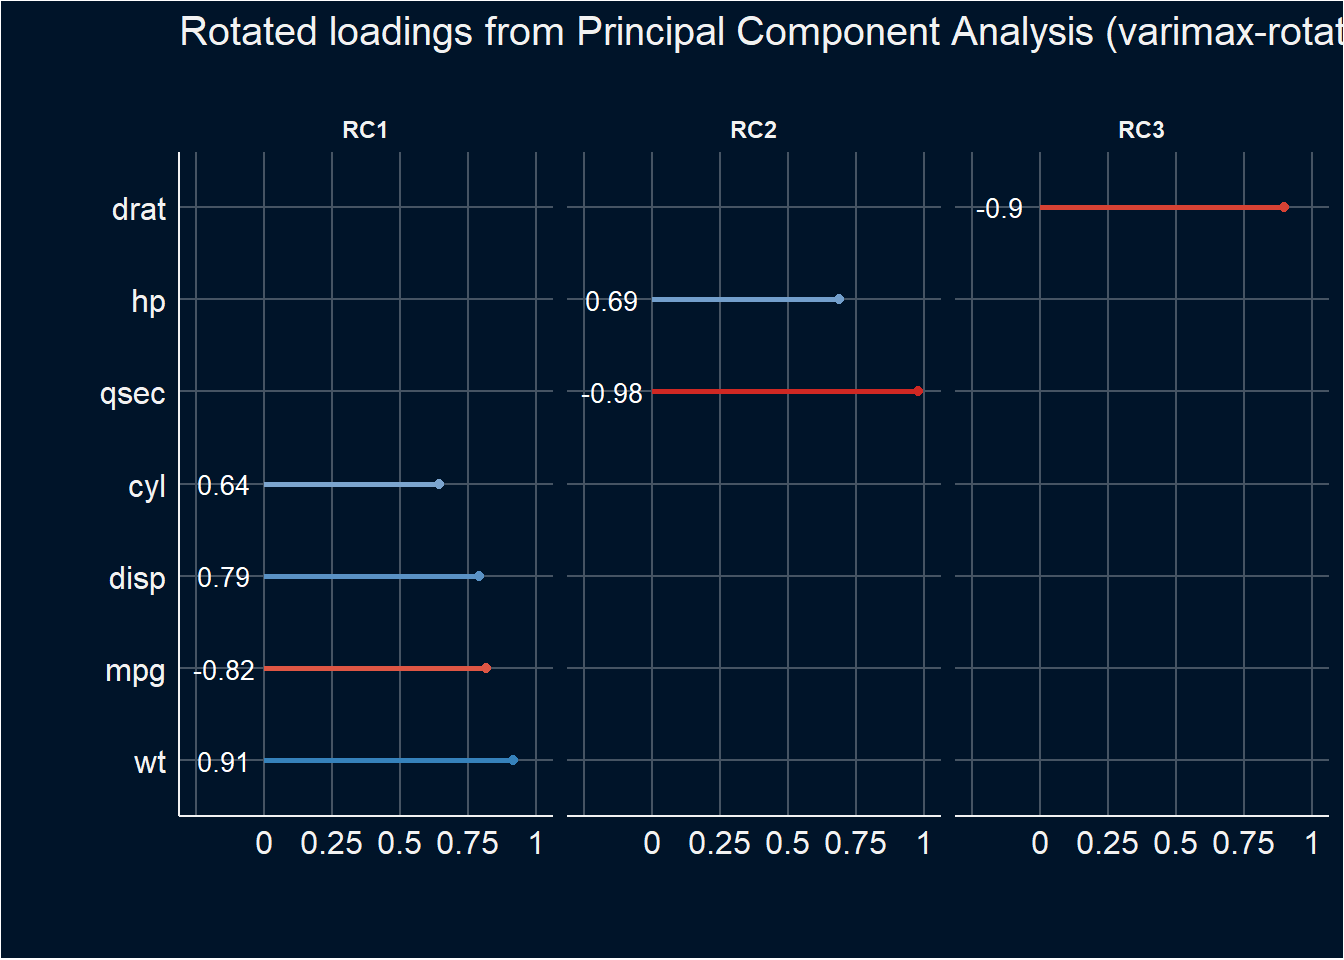 Rotated loadings from Principal Component Analysis (varimax-rotat
RC1 RC2 RC3
drat -0.9
hp 0.69
qsec -0.98
cyl 0.64
disp 0.79
mpg -0.82
wt 0.91
0 0.25 0.5 0.75 1 0 0.25 0.5 0.75 1 0 0.25 0.5 0.75 1